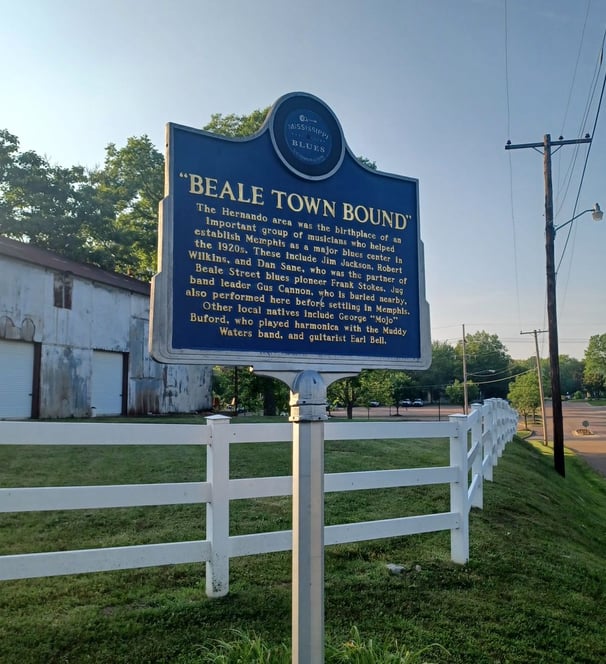 MISSISSIPPI
BLUES
"BEALE TOWN BOUND"
The Hernando area was the birthplace of an
important group of musicians who helped
establish Memphis as a major blues center in
the 1920s. These include Jim Jackson, Robert
Wilkins, and Dan Sane, who was the partner of
Beale Street blues pioneer Frank Stokes. Jug
band leader Gus Cannon, who is buried nearby,
also performed here before settling in Memphis.
Other local natives include George "Mojo"
Buford, who played harmonica with the Muddy
Waters band, and guitarist Earl Bell.